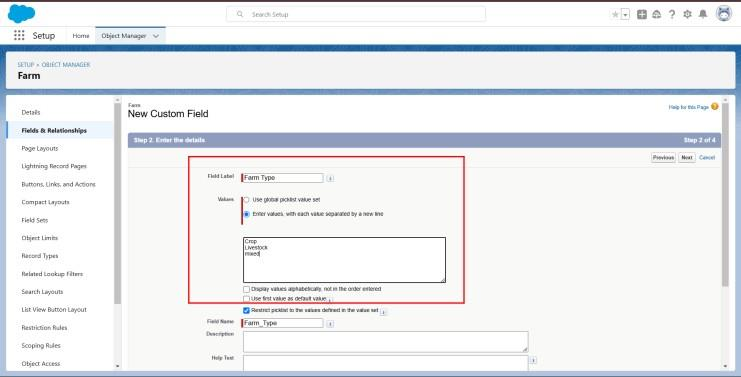 Search Setup
Setup
Home
Object Manager
SETUP > OBJECT MANAGER
Farm
Details
Fields & Relationships
Page Layouts
Lightning Record Pages
Buttons, Links, and Actions
Compact Layouts
Field Sets
Object Limits
Record Types
Related Lookup Filters
Search Layouts
List View Button Layout
Restriction Rules
Scoping Rules
Object Access
Farm
New Custom Field
Help for this Page
Step 2. Enter the details
Step 2 of 4
Previous Next Cancel
Field Label Farm Type
Values Use global picklist value set
Enter values, with each value separated by a new line
Crop
Livestock
mixed
Display values alphabetically, not in the order entered
Use first value as default value
Restrict picklist to the values defined in the value set
Field Name Farm_Type
Description
Help Text